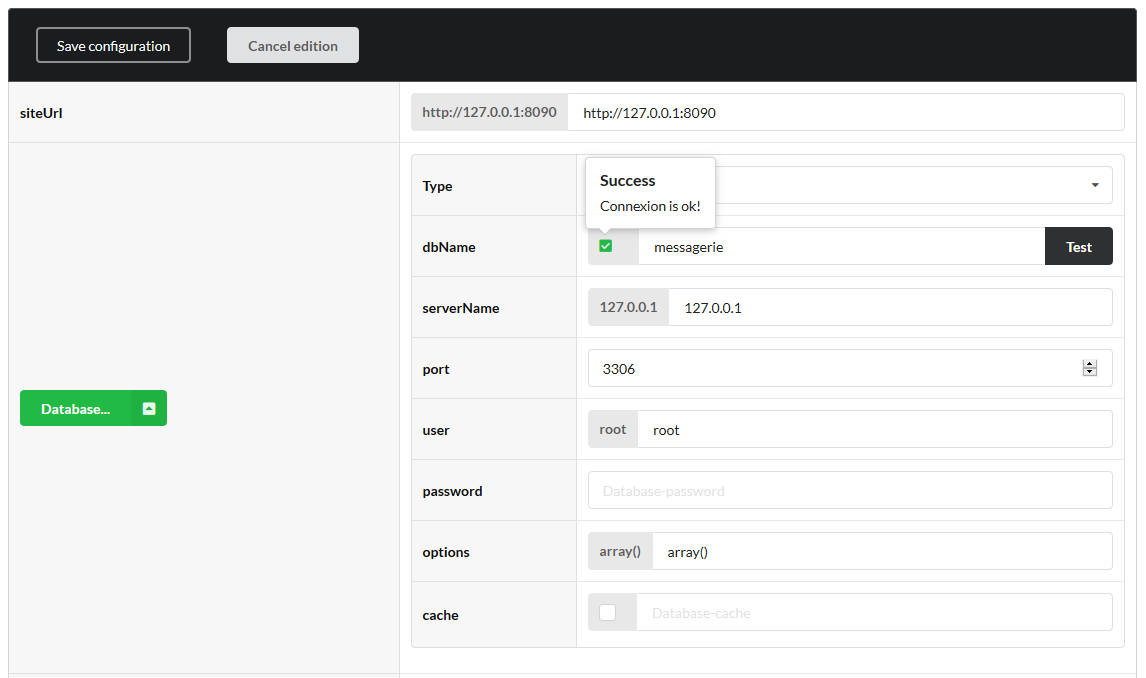 Save configuration Cancel edition
siteUrl http://127.0.0.1:8090 http://127.0.0.1:8090
Success
Type
Connexion is ok!
dbName messagerie Test
serverName 127.0.0.1 127.0.0.1
port 3306
Database...
user root root
password Database-password
options array() array()
cache Database-cache